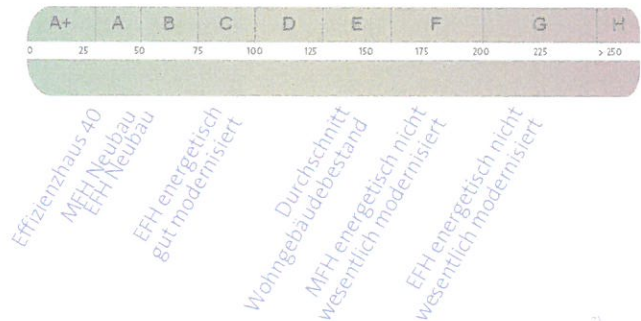 A+ A B C D E F G H
0 25 50 75 100 125 150 175 200 225 > 250
Effizienzhaus 40
MFH Neubau
EFH Neubau
EFH energetisch
gut modernisiert
Durchschnitt
Wohngebäudebestand
MFH energetisch nicht
wesentlich modernisiert
EFH energetisch nicht
wesentlich modernisiert